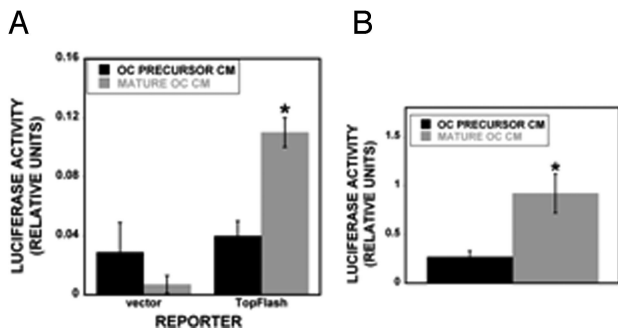 A
B
0.16
0.12
0.08
0.04
0
LUCIFERASE ACTIVITY
(RELATIVE UNITS)
OC PRECURSOR CM
MATURE OC CM
*
vector
TopFlash
REPORTER
1.5
1
0.5
0
LUCIFERASE ACTIVITY
(RELATIVE UNITS)
OC PRECURSOR CM
MATURE OC CM
*